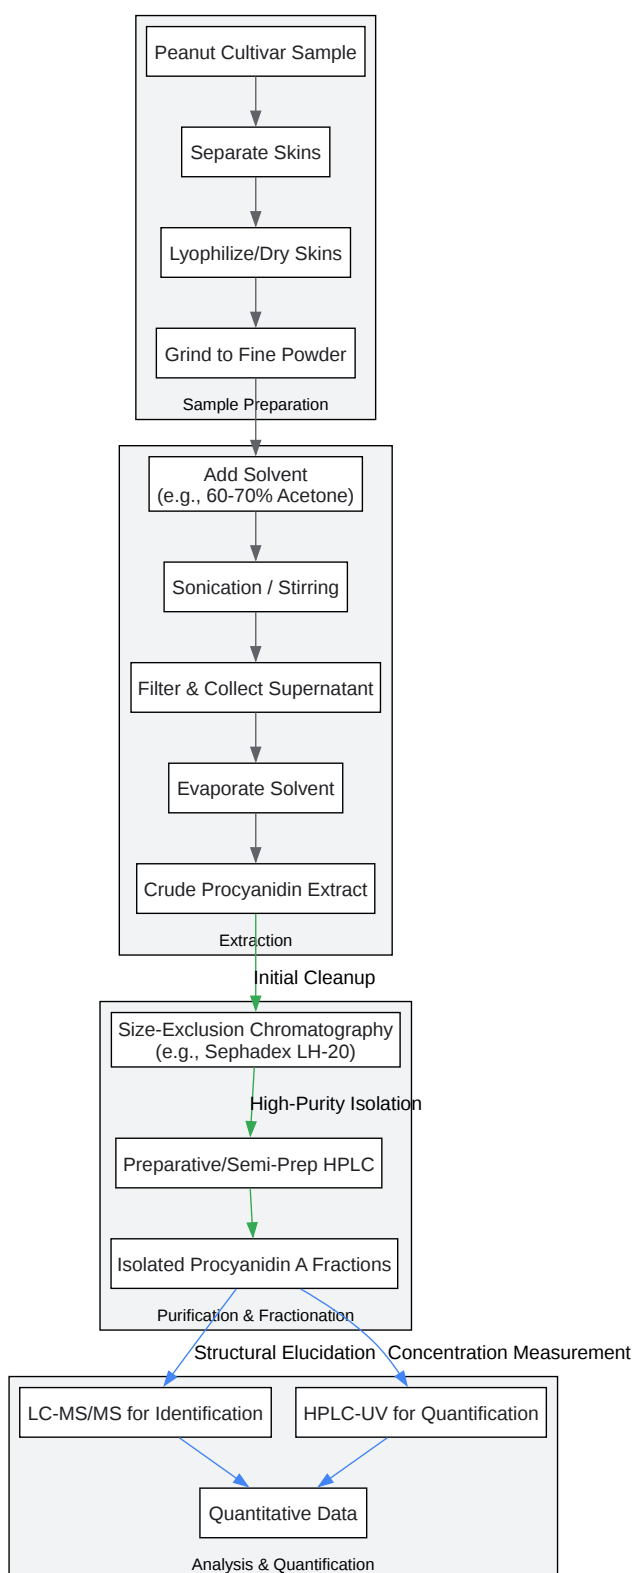 Peanut Cultivar Sample
Separate Skins
Lyophilize/Dry Skins
Grind to Fine Powder
Sample Preparation
Add Solvent
(e.g., 60-70% Acetone)
Sonication / Stirring
Filter & Collect Supernatant
Evaporate Solvent
Crude Procyanidin Extract
Extraction
Initial Cleanup
Size-Exclusion Chromatography
(e.g., Sephadex LH-20)
High-Purity Isolation
Preparative/Semi-Prep HPLC
Isolated Procyanidin A Fractions
Purification & Fractionation
Structural Elucidation
Concentration Measurement
LC-MS/MS for Identification
HPLC-UV for Quantification
Quantitative Data
Analysis & Quantification